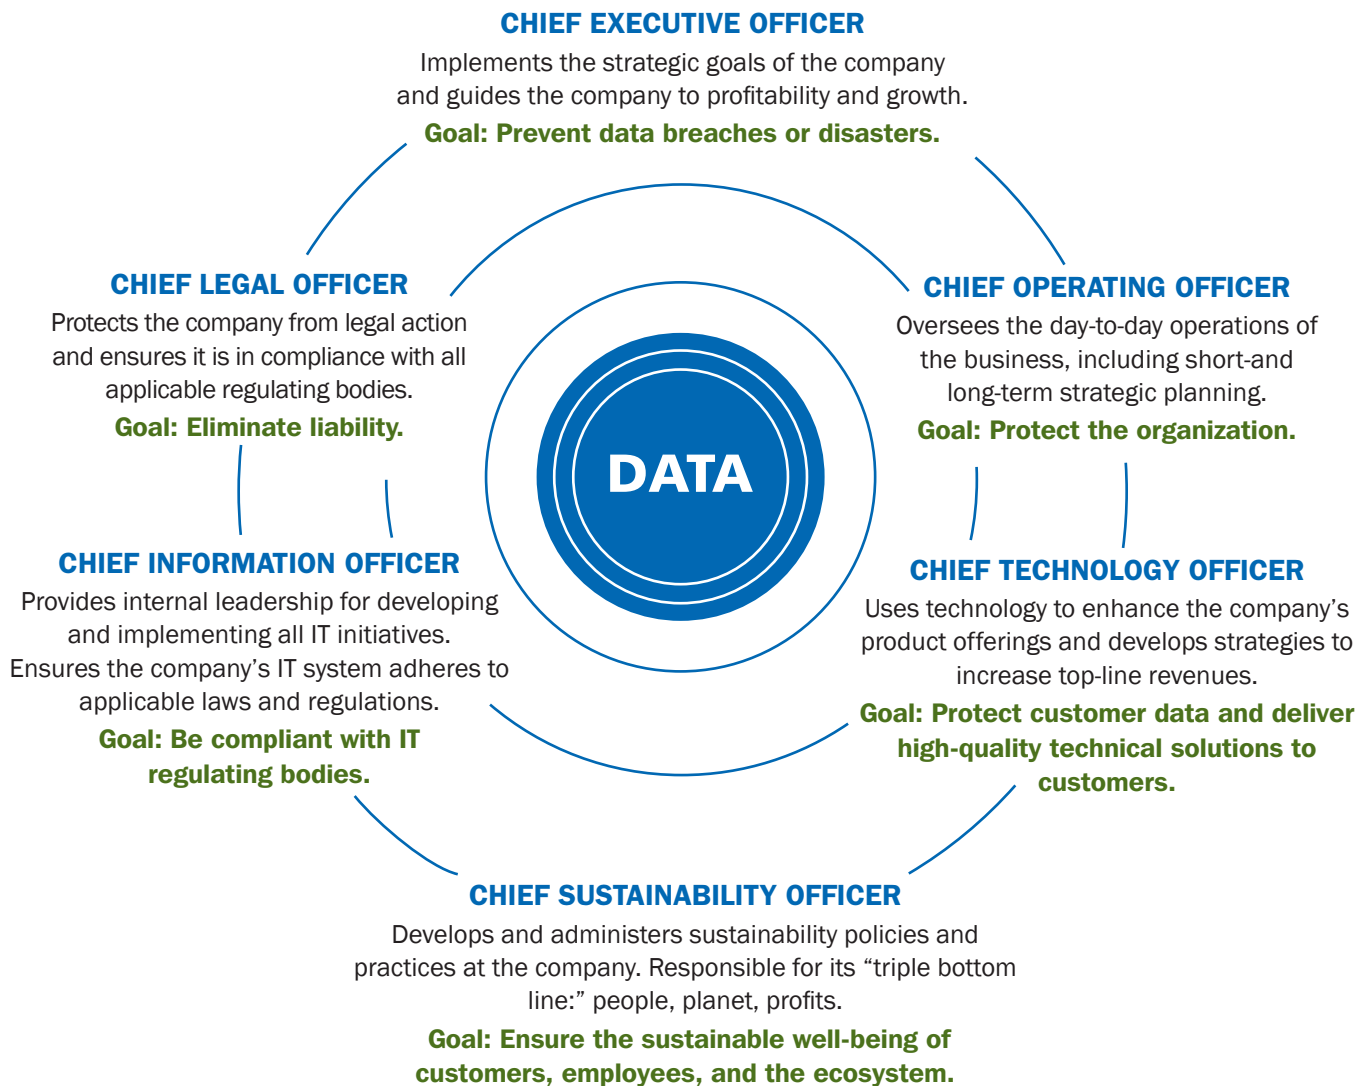 CHIEF EXECUTIVE OFFICER
Implements the strategic goals of the company
and guides the company to profitability and growth.
Goal: Prevent data breaches or disasters.
CHIEF LEGAL OFFICER
Protects the company from legal action
and ensures it is in compliance with all
applicable regulating bodies.
Goal: Eliminate liability.
CHIEF OPERATING OFFICER
Oversees the day-to-day operations of
the business, including short-and
long-term strategic planning.
Goal: Protect the organization.
DATA
CHIEF INFORMATION OFFICER
Provides internal leadership for developing
and implementing all IT initiatives.
Ensures the company’s IT system adheres to
applicable laws and regulations.
Goal: Be compliant with IT
regulating bodies.
CHIEF TECHNOLOGY OFFICER
Uses technology to enhance the company’s
product offerings and develops strategies to
increase top-line revenues.
Goal: Protect customer data and deliver
high-quality technical solutions to
customers.
CHIEF SUSTAINABILITY OFFICER
Develops and administers sustainability policies and
practices at the company. Responsible for its “triple bottom
line:” people, planet, profits.
Goal: Ensure the sustainable well-being of
customers, employees, and the ecosystem.